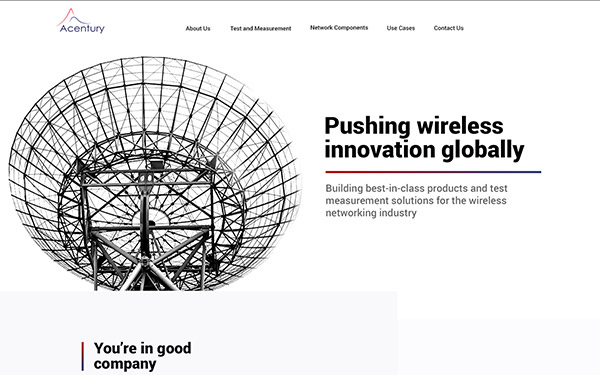 Acentury
About Us Test and Measurement Network Components Use Cases Contact Us
Pushing wireless
innovation globally
Building best-in-class products and test
measurement solutions for the wireless
networking industry
You're in good
company